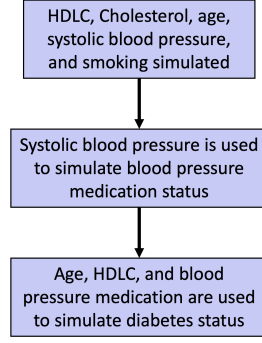 HDLC, Cholesterol, age,
systolic blood pressure,
and smoking simulated
Systolic blood pressure is used
to simulate blood pressure
medication status
Age, HDLC, and blood
pressure medication are used
to simulate diabetes status